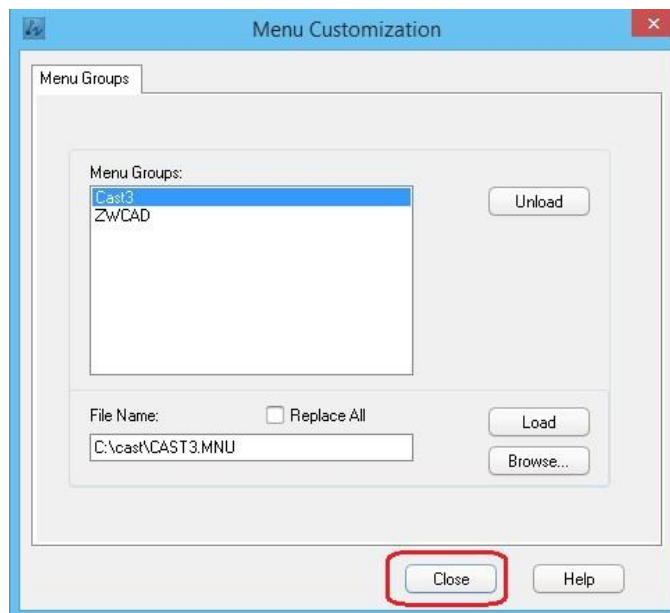 Menu Customization
Menu Groups
Menu Groups:
Cast3
ZWCAD
Unload
File Name:
Replace All
Load
C:\cast\CAST3.MNU
Browse...
Close
Help